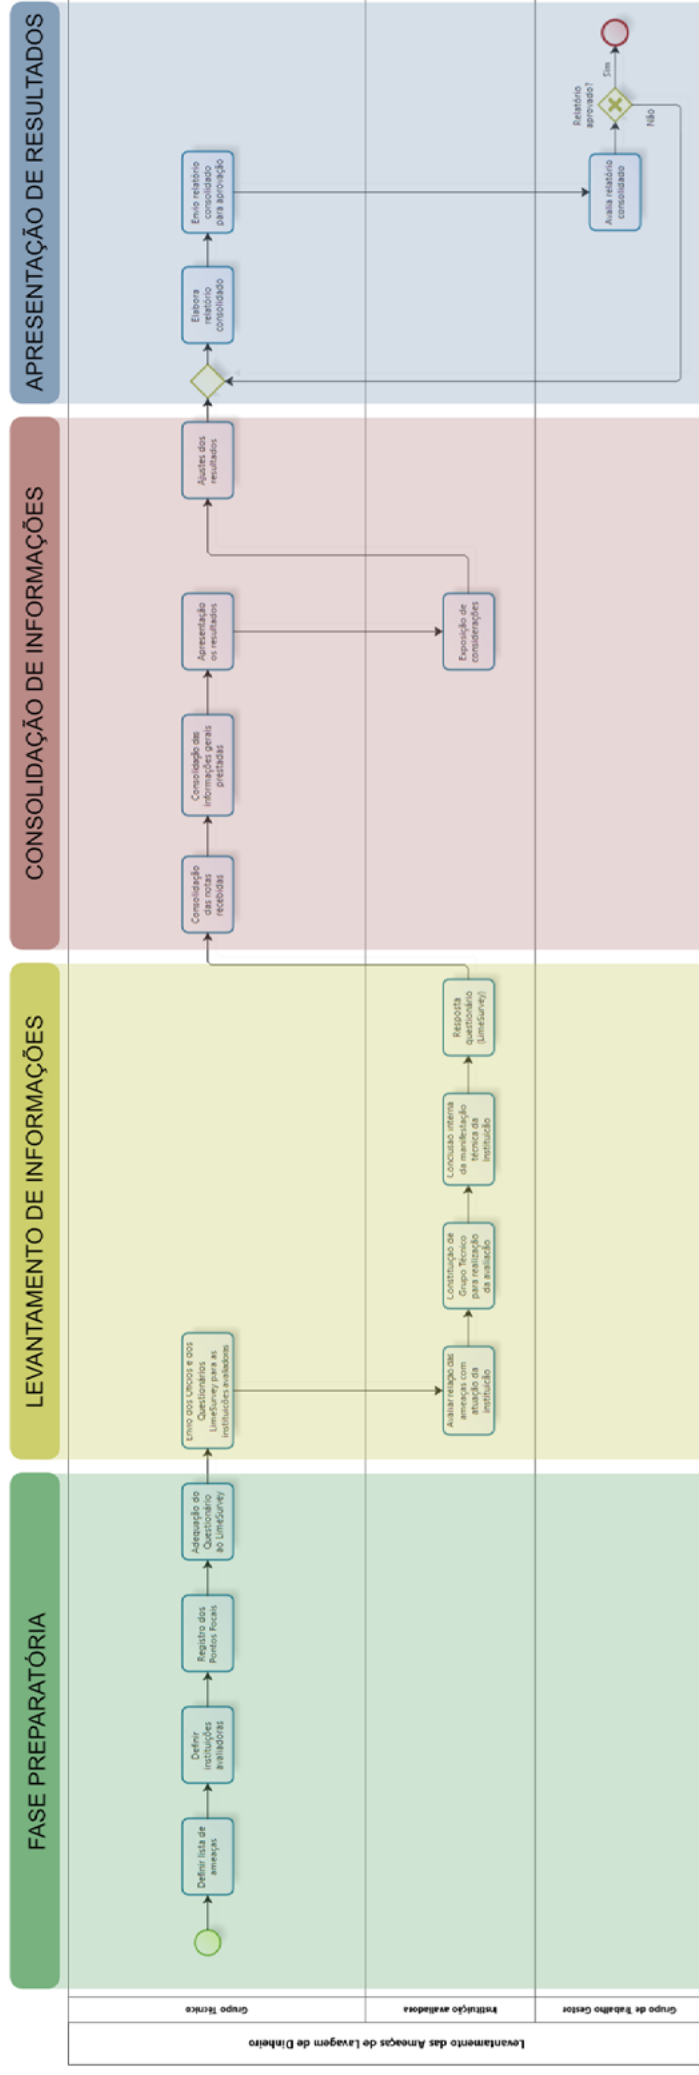 Levantamento das Ameaças de Lavagem de Dinheiro
Grupo Técnico
Instituição avaliadora
Grupo de Trabalho Gestor
FASE PREPARATÓRIA
Definir lista de
ameaças
Definir
instituições
avaliadoras
Registro dos
Pontos Focais
Adequação do
Questionário
ao LimeSurvey
LEVANTAMENTO DE INFORMAÇÕES
Envio dos Ofícios e dos
Questionários
LimeSurvey para as
instituições avaliadoras
Avaliar relação das
ameaças com
atuação da
instituição
Constituição de
Grupo Técnico
para realização
da avaliação
Conclusão interna
da manifestação
técnica da
instituição
Resposta
questionário
(LimeSurvey)
CONSOLIDAÇÃO DE INFORMAÇÕES
Consolidação
das notas
recebidas
Consolidação das
informações gerais
prestadas
Apresentação
os resultados
Exposição de
considerações
Ajustes dos
resultados
APRESENTAÇÃO DE RESULTADOS
Elabora
relatório
consolidado
Envio relatório
consolidado
para aprovação
Avalia relatório
consolidado
Relatório
aprovado?
Sim
Não